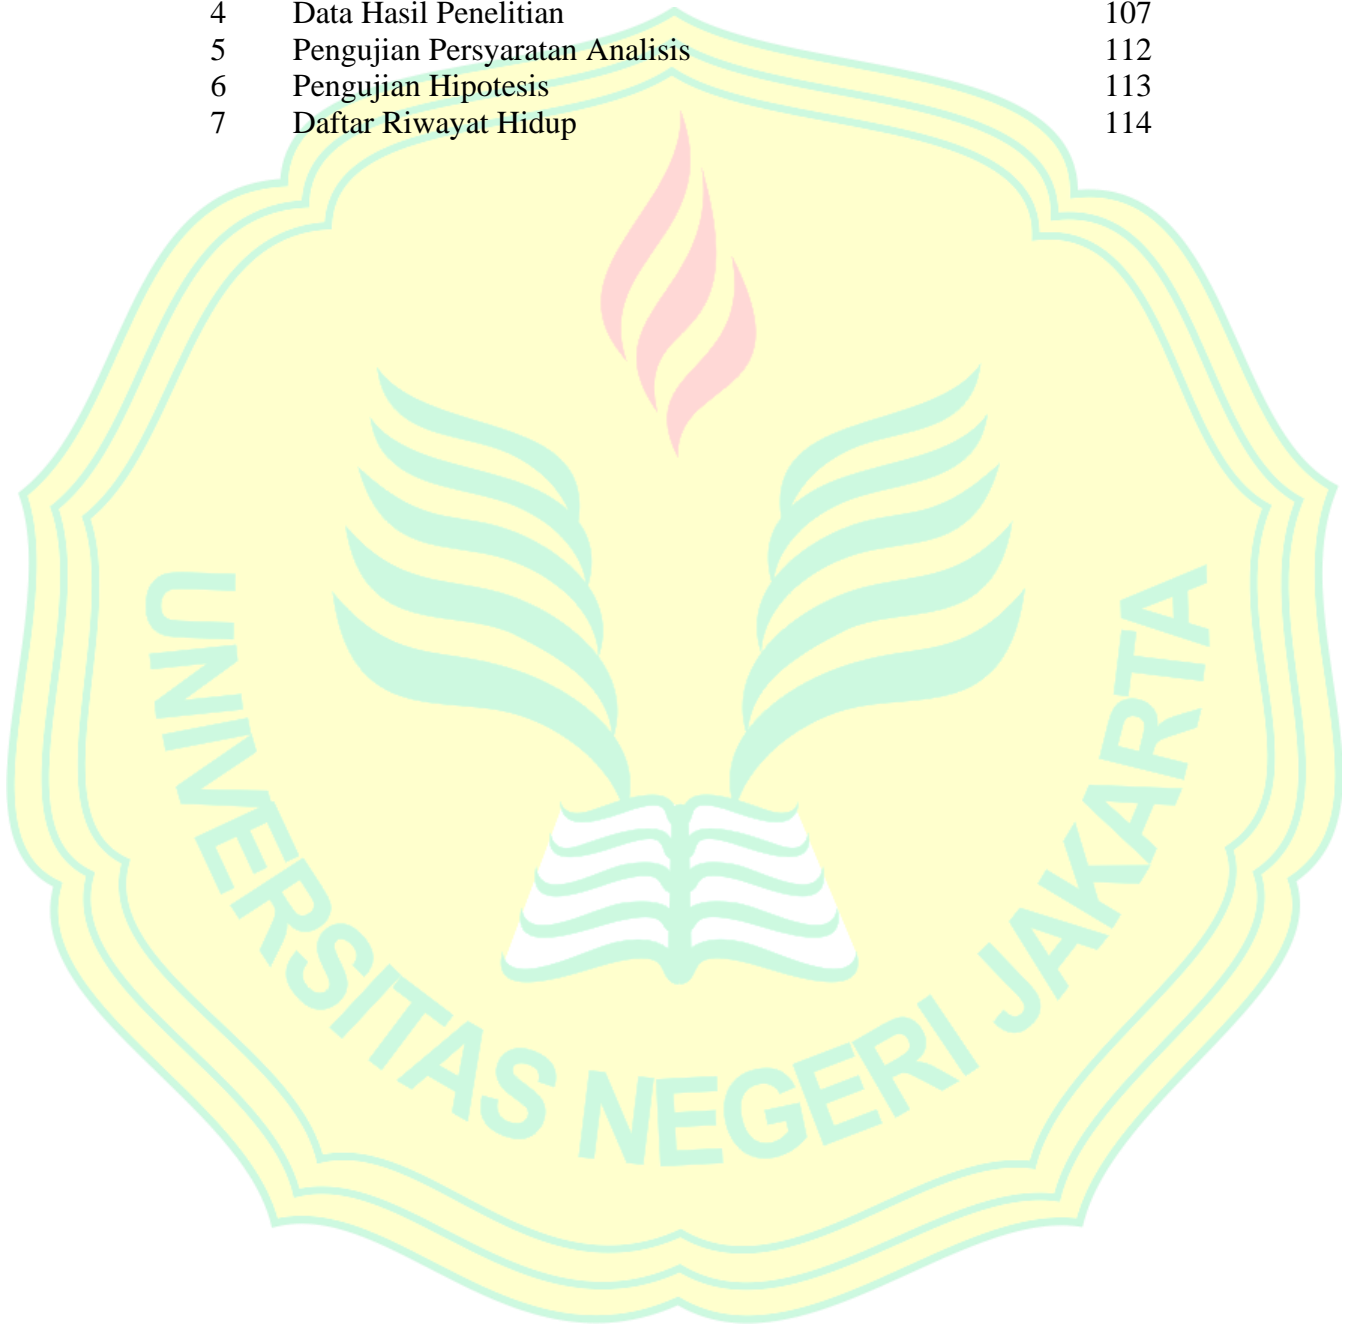 4 Data Hasil Penelitian 107
5 Pengujian Persyaratan Analisis 112
6 Pengujian Hipotesis 113
7 Daftar Riwayat Hidup 114
UNIVERSITAS NEGERI JAKARTA